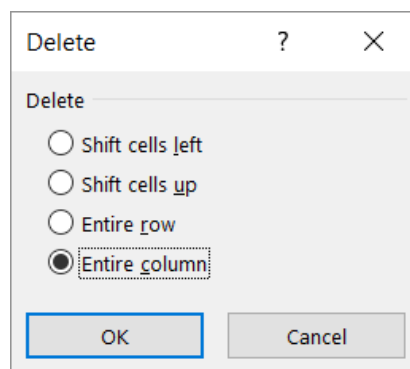 Delete ?
Delete
Shift cells left
Shift cells up
Entire row
Entire column
OK Cancel